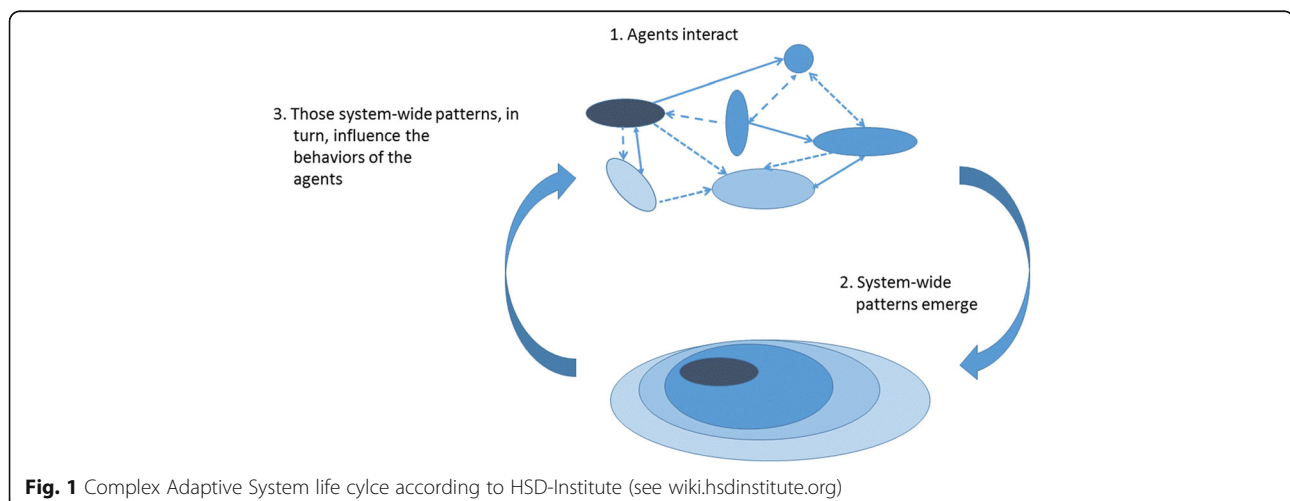 1. Agents interact
3. Those system-wide patterns, in
turn, influence the
behaviors of the
agents
2. System-wide
patterns emerge
Fig. 1 Complex Adaptive System life cylce according to HSD-Institute (see wiki.hsdinstitute.org)